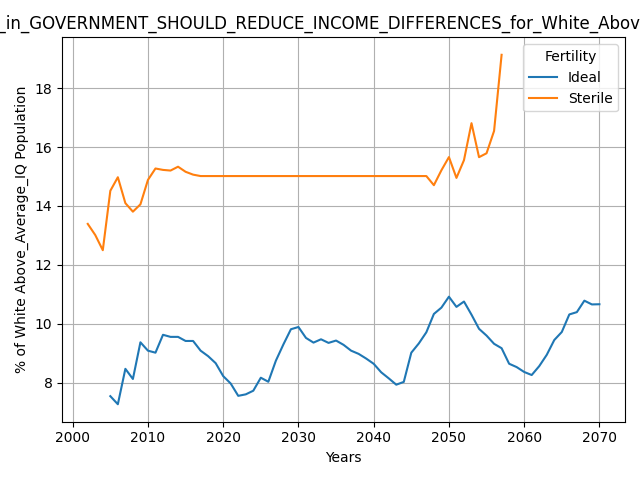 _in_GOVERNMENT_SHOULD_REDUCE_INCOME_DIFFERENCES_for_White_Abov
% of White Above_Average_IQ Population
18
16
14
12
10
8
Fertility
Ideal
Sterile
2000 2010 2020 2030 2040 2050 2060 2070
Years